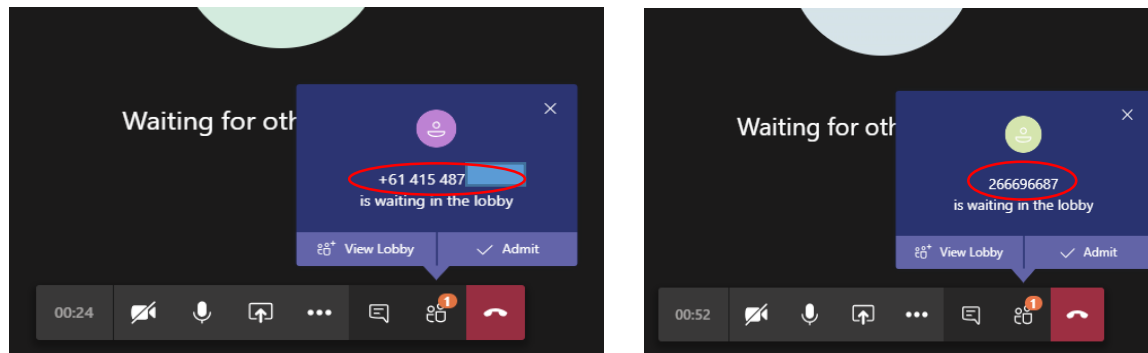 Waiting for oth
+61 415 487
is waiting in the lobby
View Lobby
Admit
1
00:24
Waiting for oth
266696687
is waiting in the lobby
View Lobby
Admit
1
00:52